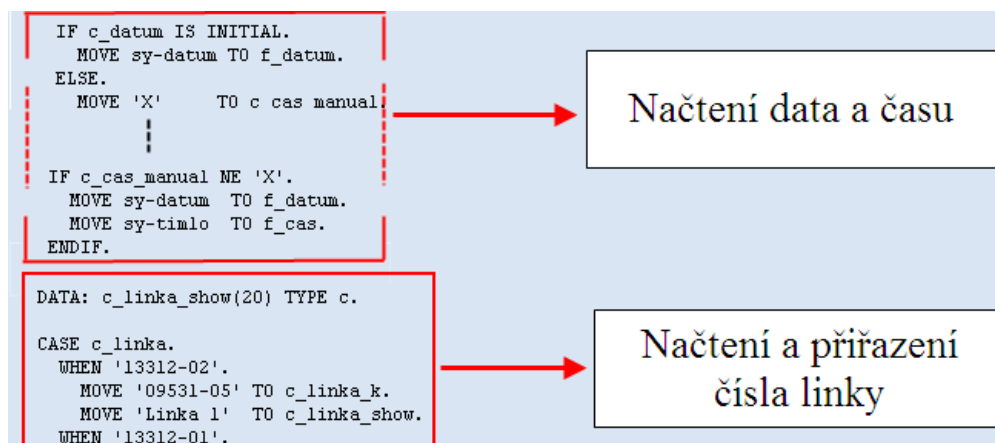 IF c_datum IS INITIAL.
MOVE sy-datum TO f_datum.
ELSE.
MOVE 'X' TO c cas manual.
IF c_cas_manual NE 'X'.
MOVE sy-datum TO f_datum.
MOVE sy-timlo TO f_cas.
ENDIF.
Načtení data a času
DATA: c_linka_show(20) TYPE c.
CASE c_linka.
WHEN '13312-02'.
MOVE '09531-05' TO c_linka_k.
MOVE 'Linka 1' TO c_linka_show.
WHEN '13312-01'.
Načtení a přiřazení
čísla linky